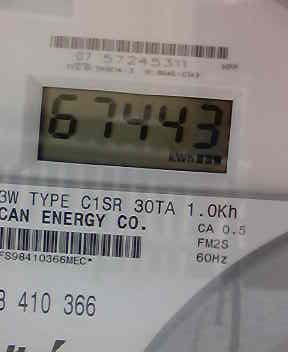 07 57245311
67443
kWh
3W TYPE C1SR 30TA 1.0Kh
CAN ENERGY CO.
CA 0.5
FM2S
FS98410366MEC*
60Hz
410 366